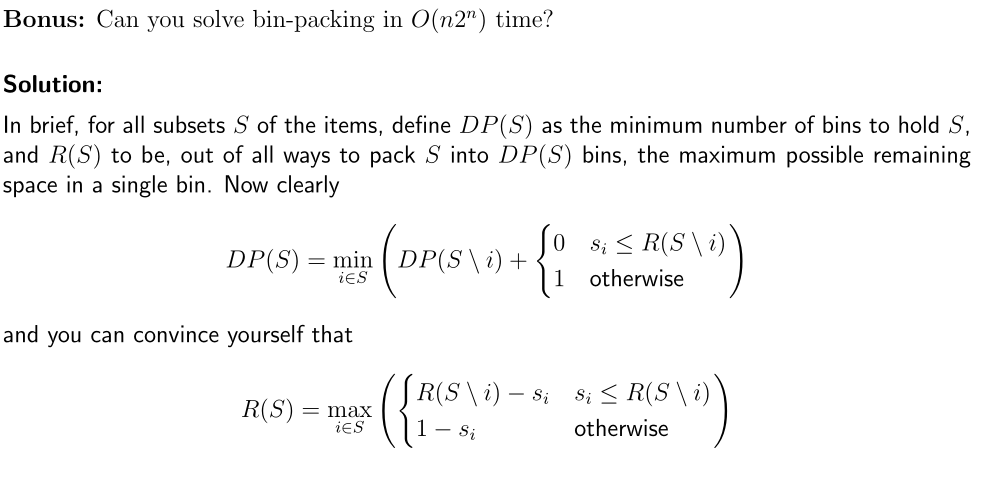 Bonus: Can you solve bin-packing in $O(n2^n)$ time?
Solution:
In brief, for all subsets $S$ of the items, define $DP(S)$ as the minimum number of bins to hold $S$,
and $R(S)$ to be, out of all ways to pack $S$ into $DP(S)$ bins, the maximum possible remaining
space in a single bin. Now clearly
$DP(S) = \min_{i \in S} \left( DP(S \setminus i) + \begin{cases} 0 & s_i \leq R(S \setminus i) \\ 1 & \text{otherwise} \end{cases} \right)$
and you can convince yourself that
$R(S) = \max_{i \in S} \left( \begin{cases} R(S \setminus i) - s_i & s_i \leq R(S \setminus i) \\ 1 - s_i & \text{otherwise} \end{cases} \right)$